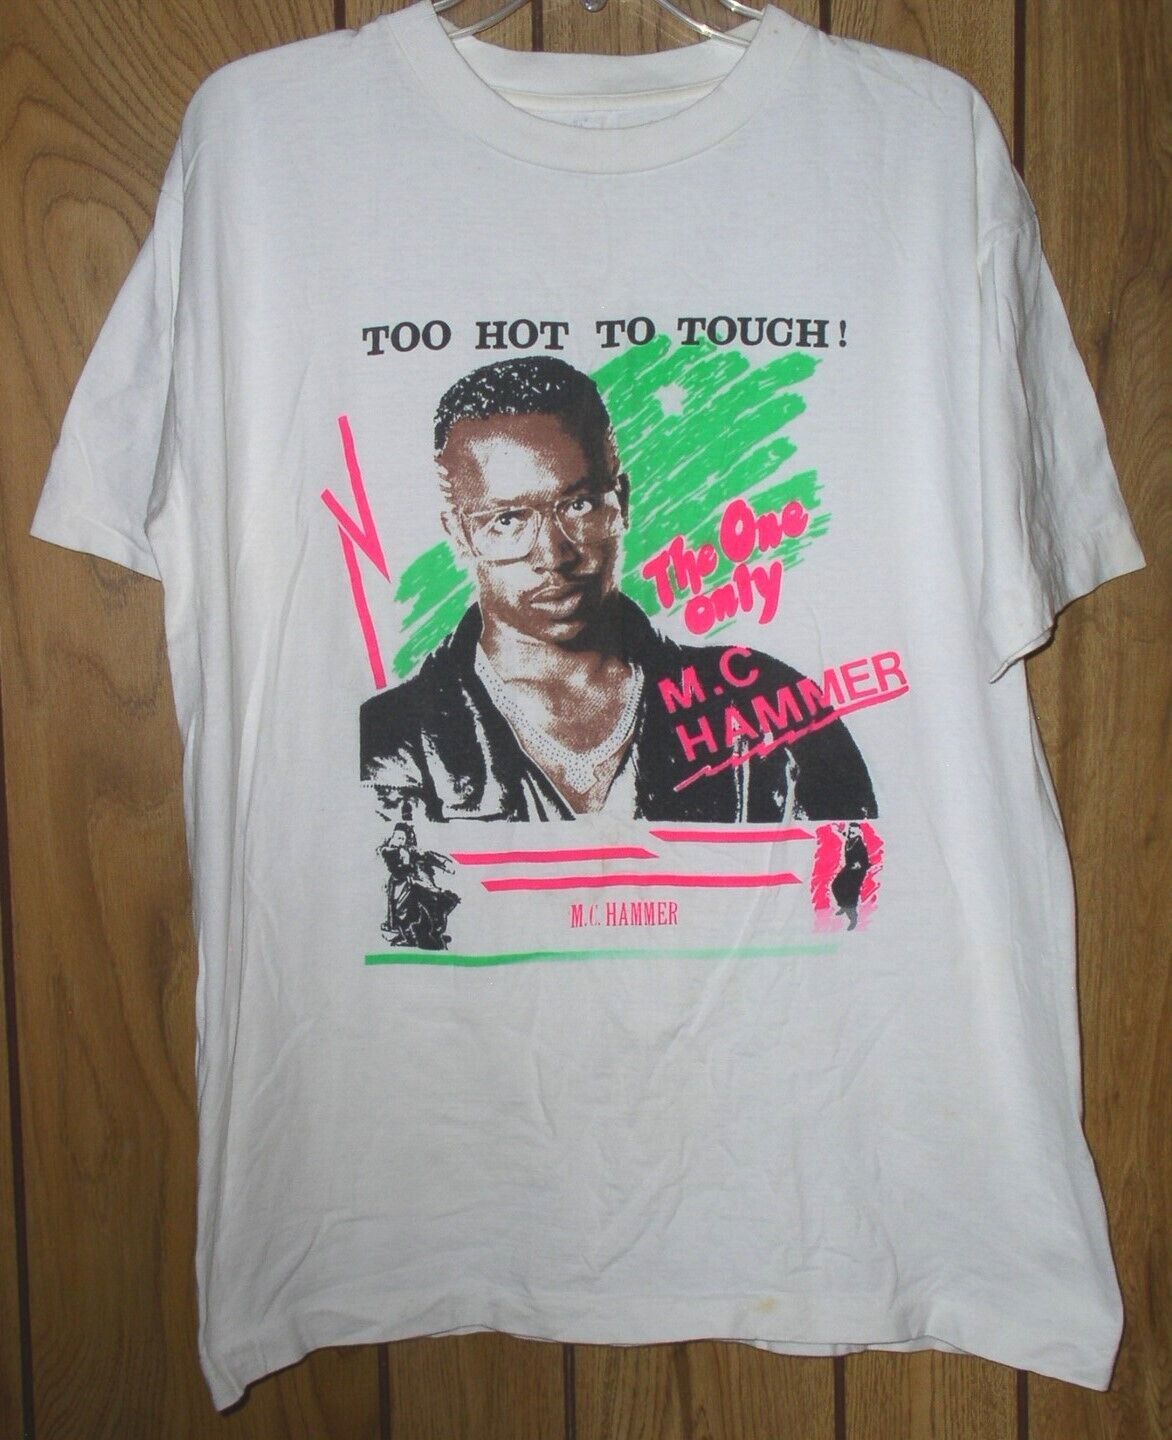 TOO HOT TO TOUCH!
The One
only
M.C
HAMMER
M.C. HAMMER